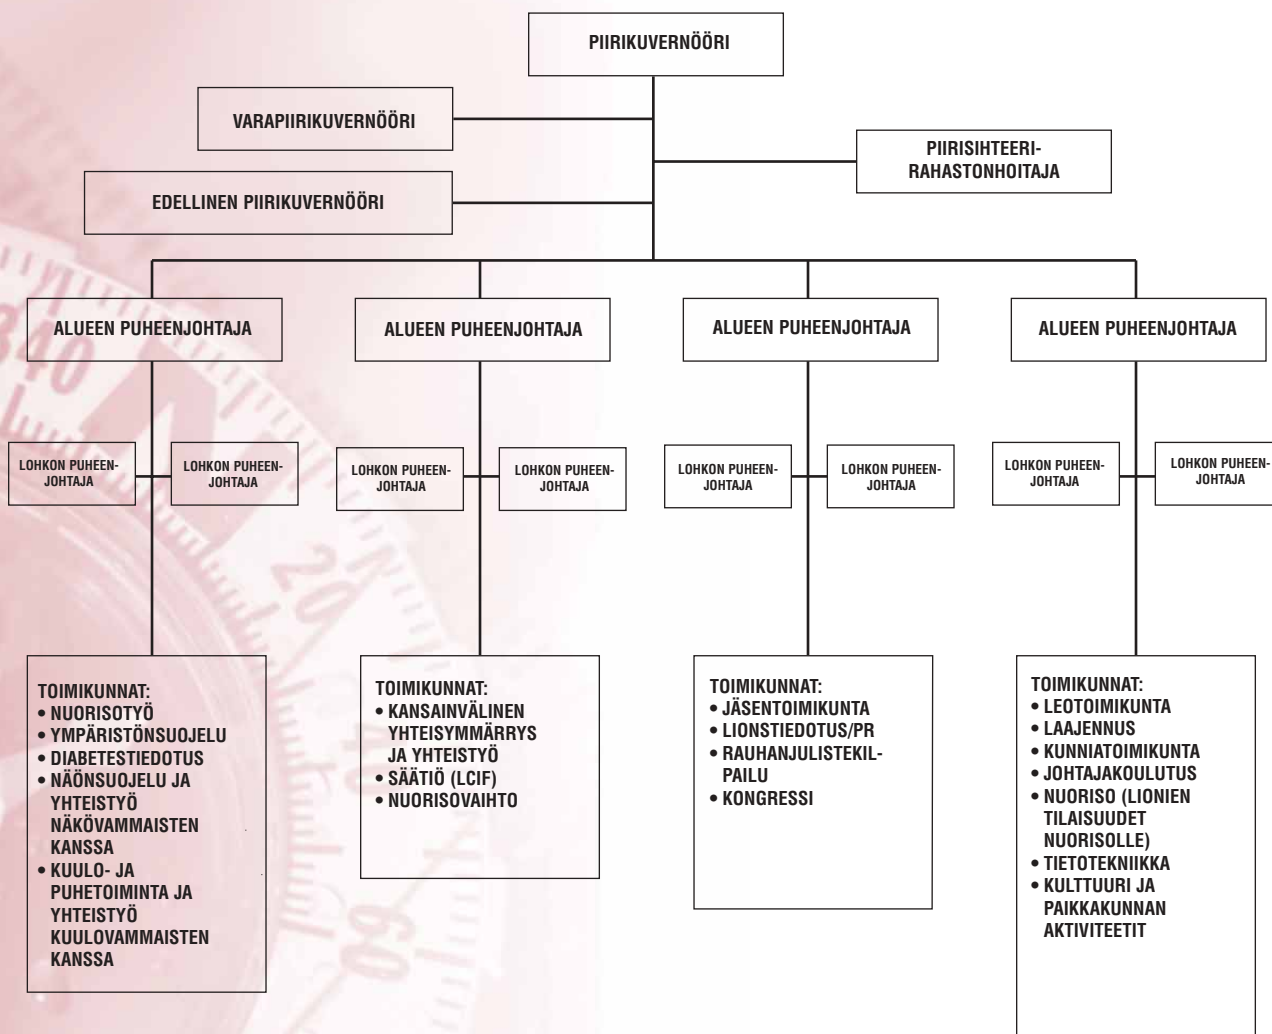 PIIRIKUVERNÖÖRI
VARAPIIRIKUVERNÖÖRI
PIIRISIHTEERI-
RAHASTONHOITAJA
EDELLINEN PIIRIKUVERNÖÖRI
ALUEEN PUHEENJOHTAJA
ALUEEN PUHEENJOHTAJA
ALUEEN PUHEENJOHTAJA
ALUEEN PUHEENJOHTAJA
LOHKON PUHEEN-
JOHTAJA
LOHKON PUHEEN-
JOHTAJA
LOHKON PUHEEN-
JOHTAJA
LOHKON PUHEEN-
JOHTAJA
LOHKON PUHEEN-
JOHTAJA
LOHKON PUHEEN-
JOHTAJA
LOHKON PUHEEN-
JOHTAJA
LOHKON PUHEEN-
JOHTAJA
TOIMIKUNNAT:
• NUORISOTYÖ
• YMPÄRISTÖNSUOJELU
• DIABETESTIEDOTUS
• NÄÖNSUOJELU JA
YHTEISTYÖ
NÄKÖVAMMAISTEN
KANSSA
• KUULO- JA
PUHETOIMINTA JA
YHTEISTYÖ
KUULOVAMMAISTEN
KANSSA
TOIMIKUNNAT:
• KANSAINVÄLINEN
YHTEISYMMÄRRYS
JA YHTEISTYÖ
• SÄÄTIÖ (LCIF)
• NUORISOVAIHTO
TOIMIKUNNAT:
• JÄSENTOIMIKUNTA
• LIONSTIEDOTUS/PR
• RAUHANJULISTEKIL-
PAILU
• KONGRESSI
TOIMIKUNNAT:
• LEOTOIMIKUNTA
• LAAJENNUS
• KUNNIATOIMIKUNTA
• JOHTAJAKOULUTUS
• NUORISO (LIONIEN
TILAISUUDET
NUORISOLLE)
• TIETOTEKNIIKKA
• KULTTUURI JA
PAIKKAKUNNAN
AKTIVITEETIT
340
N
20
40
60